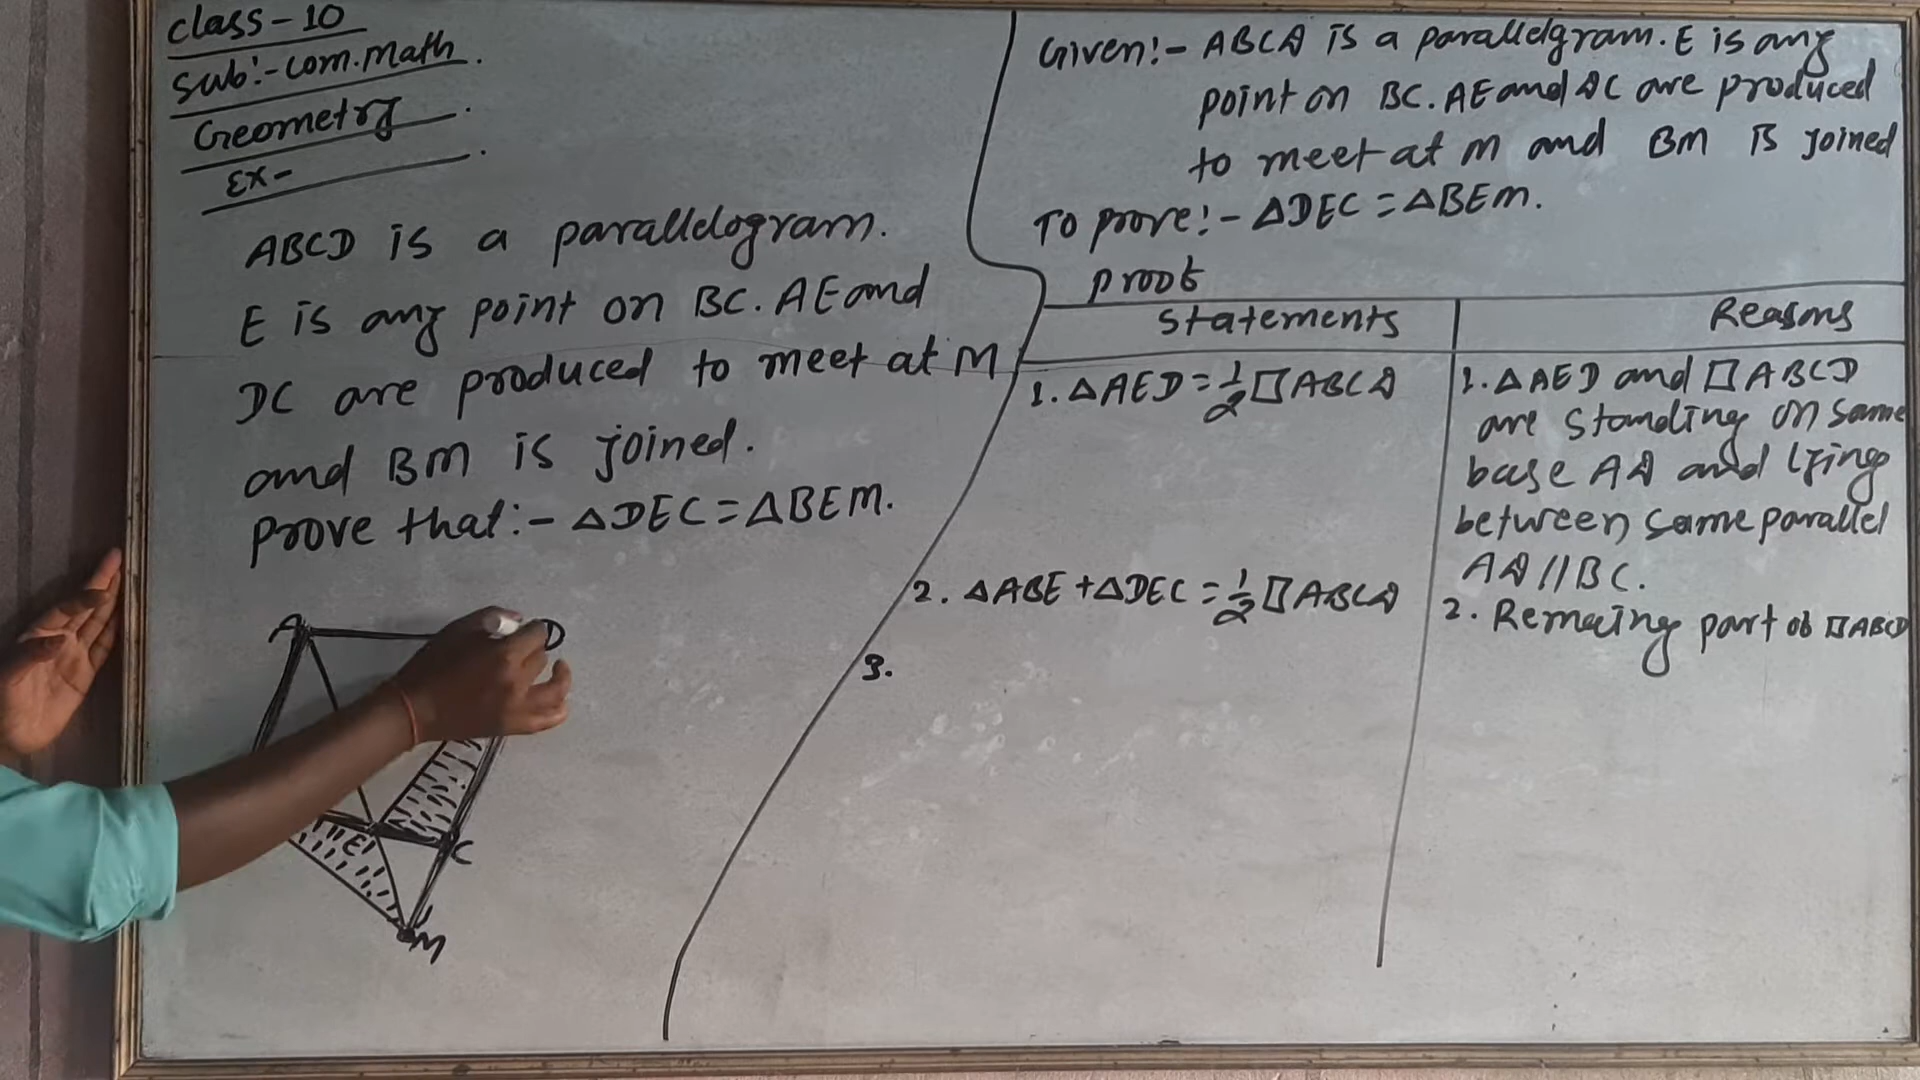 class-10
Sub:-com.math.
Geometry.
Ex-
ABCD is a parallelogram.
E is any point on BC. AE and
DC are produced to meet at M
and BM is joined.
prove that:- △DEC = △BEM.
A
D
E
C
M
Given:- ABCD is a parallelgram. E is any
point on BC. AE and DC are produced
to meet at M and BM is joined
To prove:- △DEC = △BEM.
proof
Statements
Reasons
1. △AED = 1/2 ▱ABCD
1. △AED and ▱ABCD
are standing on same
base AD and lying
between same parallel
AD//BC.
2. △ABE + △DEC = 1/2 ▱ABCD
2. Remaing part of ▱ABCD
3.